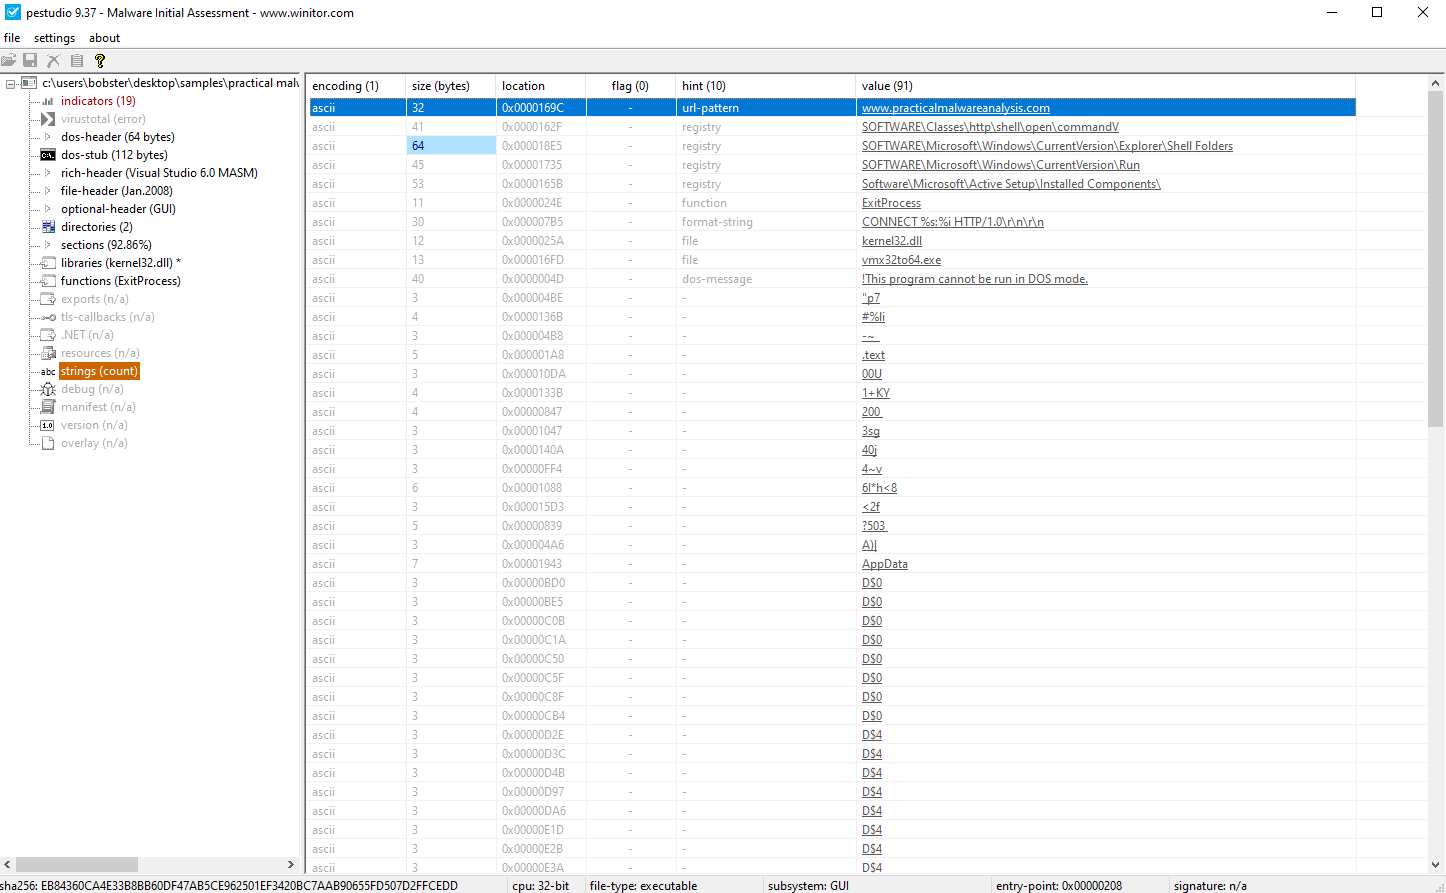 pestudio 9.37 - Malware Initial Assessment - www.winitor.com
file settings about
c:\users\bobster\desktop\samples\practical mal
indicators (19)
virustotal (error)
dos-header (64 bytes)
dos-stub (112 bytes)
rich-header (Visual Studio 6.0 MASM)
file-header (Jan.2008)
optional-header (GUI)
directories (2)
sections (92.86%)
libraries (kernel32.dll) *
functions (ExitProcess)
exports (n/a)
tls-callbacks (n/a)
.NET (n/a)
resources (n/a)
abc strings (count)
debug (n/a)
manifest (n/a)
1.0 version (n/a)
overlay (n/a)
encoding (1) size (bytes) location flag (0) hint (10) value (91)
ascii 32 0x0000169C - url-pattern www.practicalmalwareanalysis.com
ascii 41 0x0000162F - registry SOFTWARE\Classes\http\shell\open\commandV
ascii 64 0x000018E5 - registry SOFTWARE\Microsoft\Windows\CurrentVersion\Explorer\Shell Folders
ascii 45 0x00001735 - registry SOFTWARE\Microsoft\Windows\CurrentVersion\Run
ascii 53 0x0000165B - registry Software\Microsoft\Active Setup\Installed Components\
ascii 11 0x0000024E - function ExitProcess
ascii 30 0x000007B5 - format-string CONNECT %s:%i HTTP/1.0\r\n\r\n
ascii 12 0x0000025A - file kernel32.dll
ascii 13 0x000016FD - file vmx32to64.exe
ascii 40 0x0000004D - dos-message !This program cannot be run in DOS mode.
ascii 3 0x000004BE - - "p7
ascii 4 0x0000136B - - #%li
ascii 3 0x000004B8 - - -~_
ascii 5 0x000001A8 - - .text
ascii 3 0x000010DA - - 00U
ascii 4 0x0000133B - - 1+KY
ascii 4 0x00000847 - - 200
ascii 3 0x00001047 - - 3sg
ascii 3 0x0000140A - - 40j
ascii 3 0x00000FF4 - - 4~v
ascii 6 0x00001088 - - 6I*h<8
ascii 3 0x000015D3 - - <2f
ascii 5 0x00000839 - - ?503
ascii 3 0x000004A6 - - A)|
ascii 7 0x00001943 - - AppData
ascii 3 0x00000BD0 - - D$0
ascii 3 0x00000BE5 - - D$0
ascii 3 0x00000C0B - - D$0
ascii 3 0x00000C1A - - D$0
ascii 3 0x00000C50 - - D$0
ascii 3 0x00000C5F - - D$0
ascii 3 0x00000C8F - - D$0
ascii 3 0x00000CB4 - - D$0
ascii 3 0x00000D2E - - D$4
ascii 3 0x00000D3C - - D$4
ascii 3 0x00000D4B - - D$4
ascii 3 0x00000D97 - - D$4
ascii 3 0x00000DA6 - - D$4
ascii 3 0x00000E1D - - D$4
ascii 3 0x00000E2B - - D$4
ascii 3 0x00000E3A - - D$4
sha256: EB84360CA4E33B8BB60DF47AB5CE962501EF3420BC7AAB90655FD507D2FFCEDD cpu: 32-bit file-type: executable subsystem: GUI entry-point: 0x00000208 signature: n/a